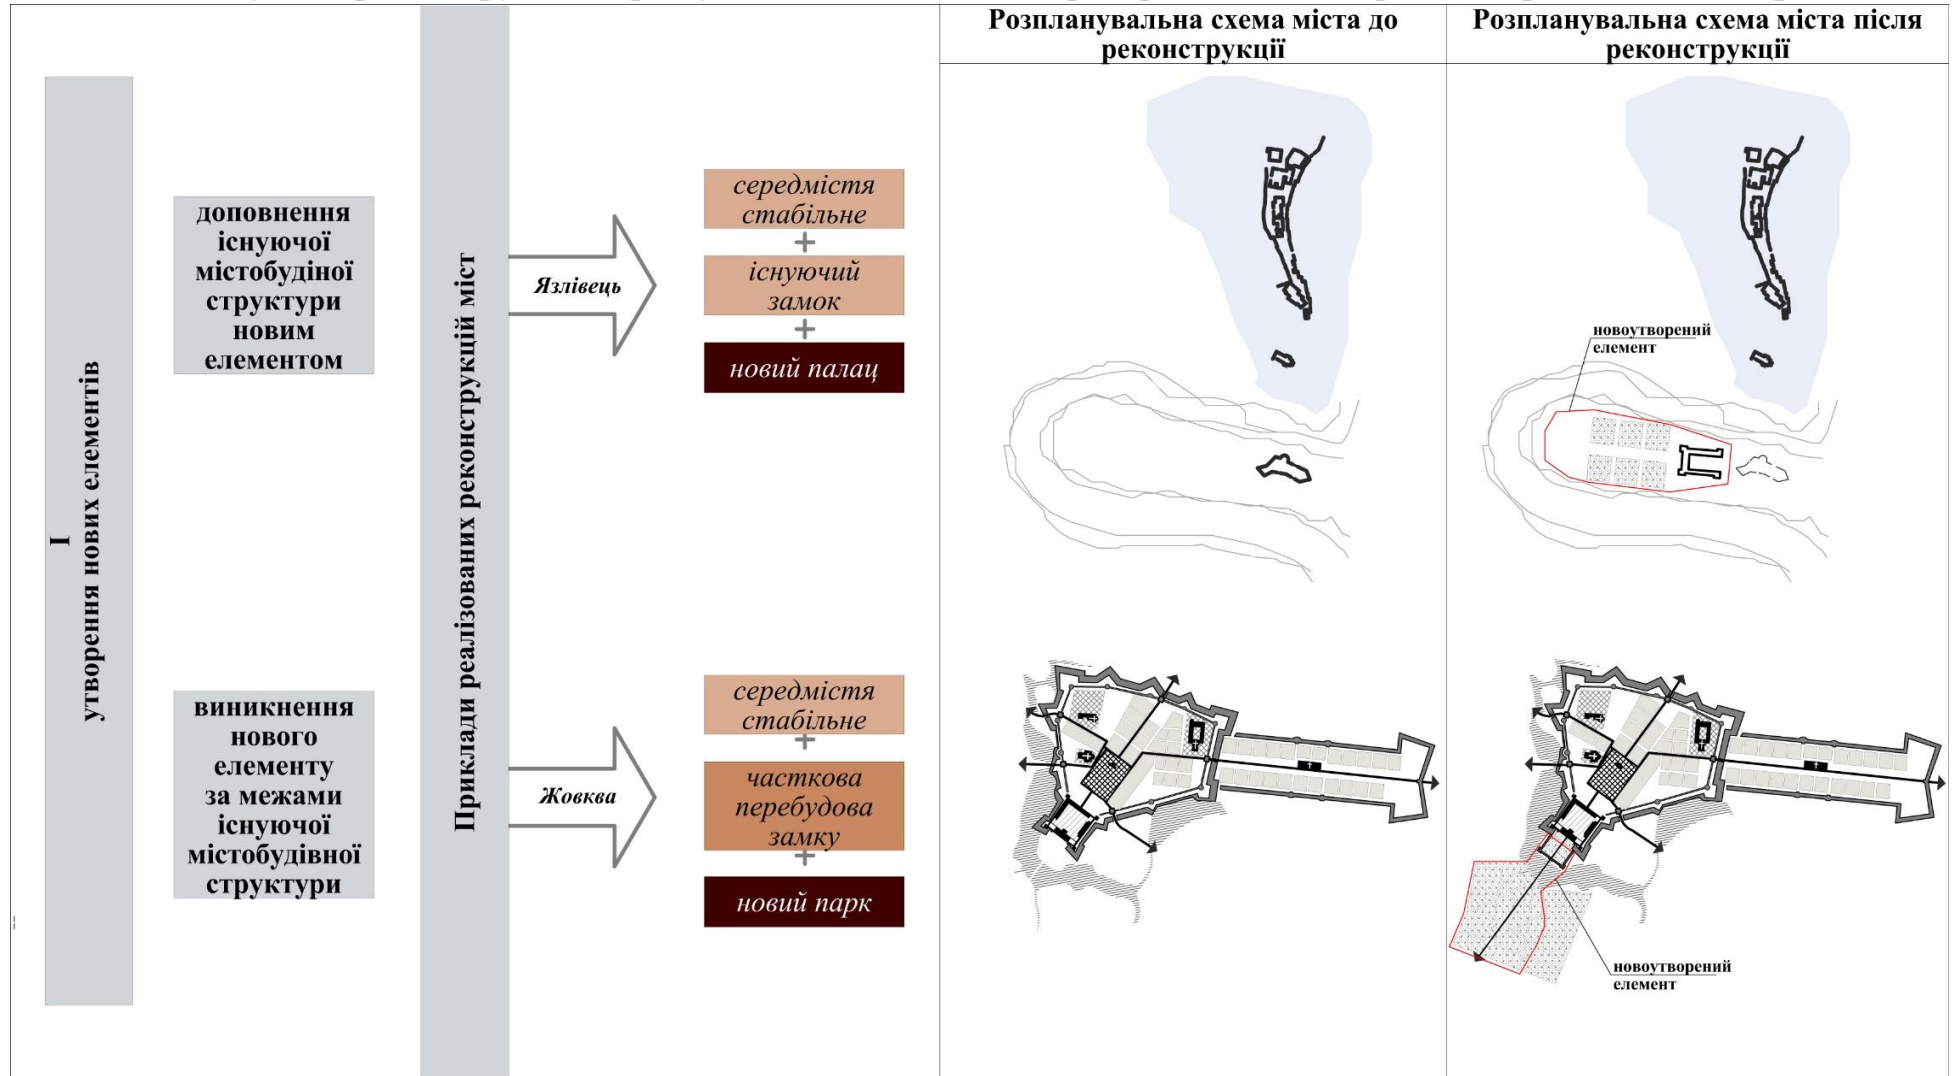 Розпланувальна схема міста до
реконструкції
Розпланувальна схема міста після
реконструкції
І
утворення нових елементів
доповнення
існуючої
містобудіної
структури
новим
елементом
Приклади реалізованих реконструкцій міст
Язлівець
середмістя
стабільне
+
існуючий
замок
+
новий палац
новоутворений
елемент
виникнення
нового
елементу
за межами
існуючої
містобудівної
структури
Жовква
середмістя
стабільне
+
часткова
перебудова
замку
+
новий парк
новоутворений
елемент